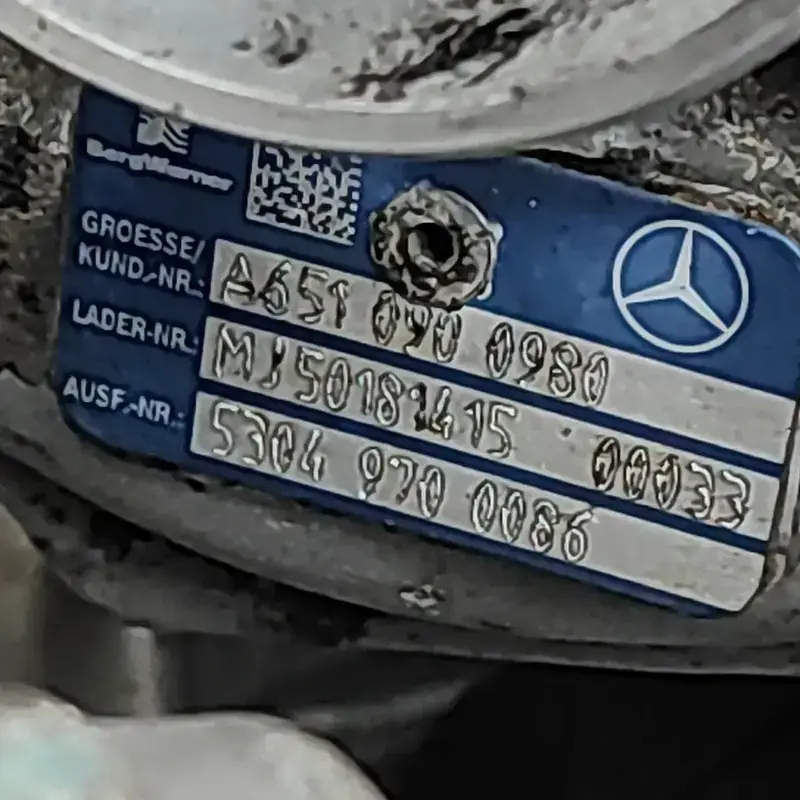 BorgWarner
GROESSE/
KUND.-NR.: A651 090 0980
LADER-NR.: MJ50181415 00033
AUSF.-NR.: 5304 970 0086